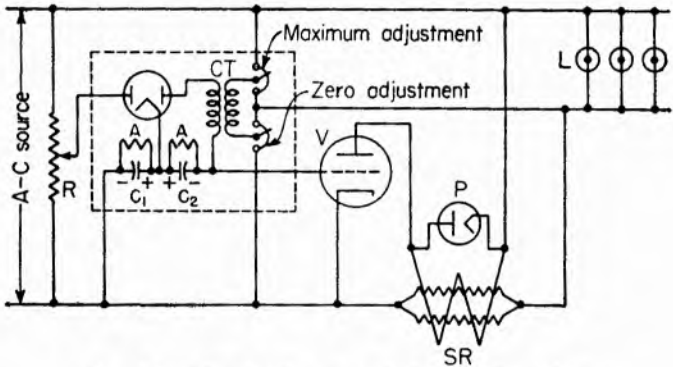 Maximum adjustment
CT
Zero adjustment
L
A-C source
R
A
A
V
- +
+ -
C₁
C₂
P
SR